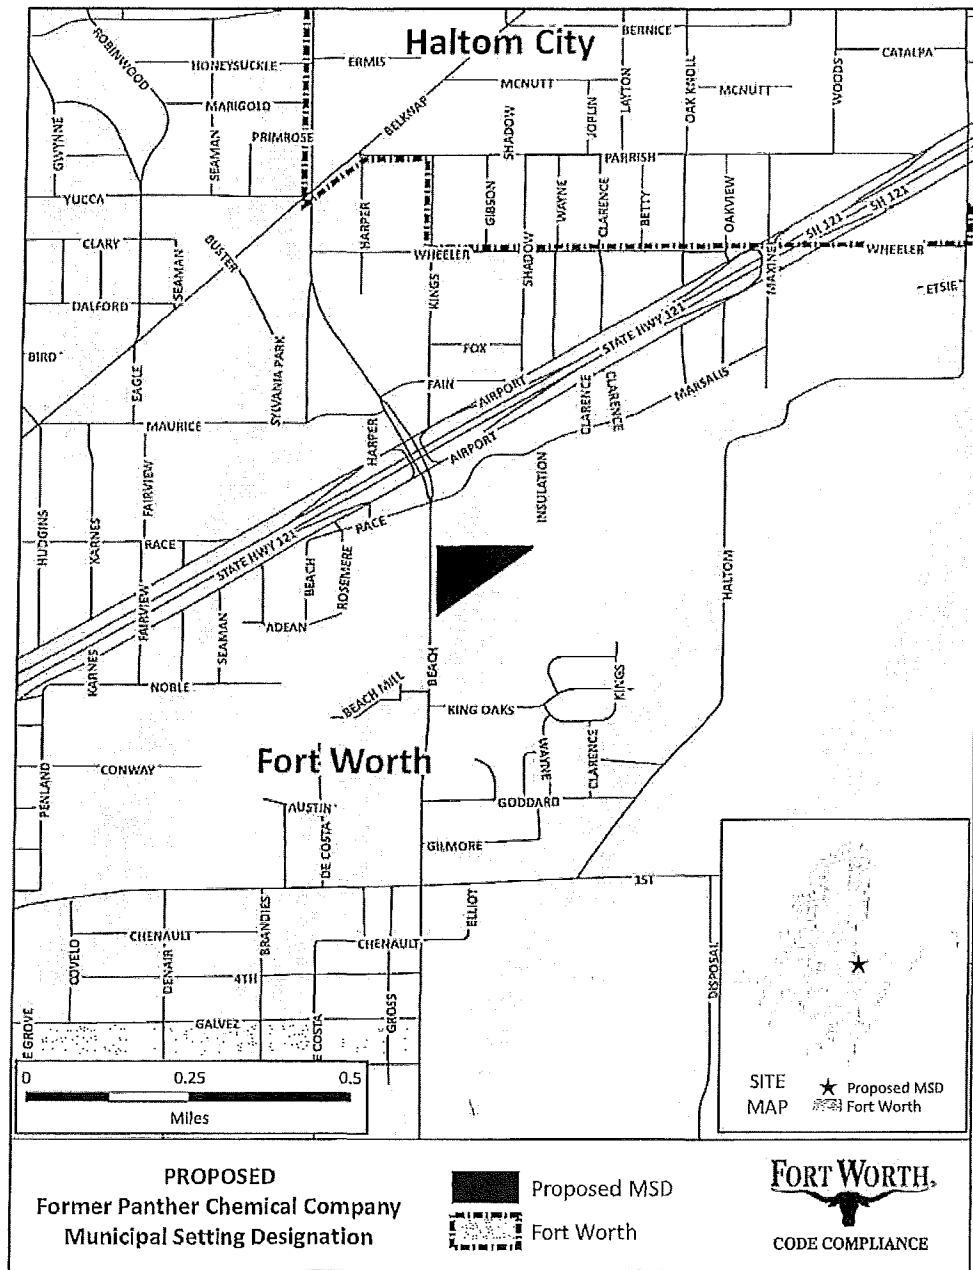 Haltom City
BERNICE
ROBINWOOD
HONEYSUCKLE
ERMIS
CATALPA
MCNUTT
LAYTON
OAK KNOLL
MCNUTT
WOODS
MARIGOLD
BELKNAP
SHADOW
JOPLIN
GWYNNE
SEAMAN
PRIMROSE
PARRISH
YUCCA
HARPER
GIBSON
WAYNE
CLARENCE
BETTY
OAKVIEW
SH 121
SH 121
CLARY
SEAMAN
BUSTER
WHEELER
KINGS
SHADOW
MAXINE
WHEELER
DALFORD
ETSIE
STATE HWY 121
BIRD
EAGLE
SYLVANIA PARK
FOX
FAIN
AIRPORT
CLARENCE
CLARENCE
MARSALIS
MAURICE
HARPER
AIRPORT
HUDGINS
KARNES
FAIRVIEW
INSULATION
RACE
RACE
STATE HWY 121
BEACH
ROSEMERE
HALTOM
FAIRVIEW
SEAMAN
ADEAN
KARNES
NOBLE
BEACH
BEACH MILL
KING OAKS
KINGS
Fort Worth
CONWAY
PENLAND
WAYNE
CLARENCE
AUSTIN
DE COSTA
GODDARD
GILMORE
1ST
ELLIOT
BRANDIES
COVELO
CHENAULT
DENAIR
CHENAULT
4TH
DISPOSAL
E GROVE
GALVEZ
E COSTA
GROSS
0 0.25 0.5
Miles
SITE
MAP
Proposed MSD
Fort Worth
PROPOSED
Former Panther Chemical Company
Municipal Setting Designation
Proposed MSD
Fort Worth
FORT WORTH®
CODE COMPLIANCE